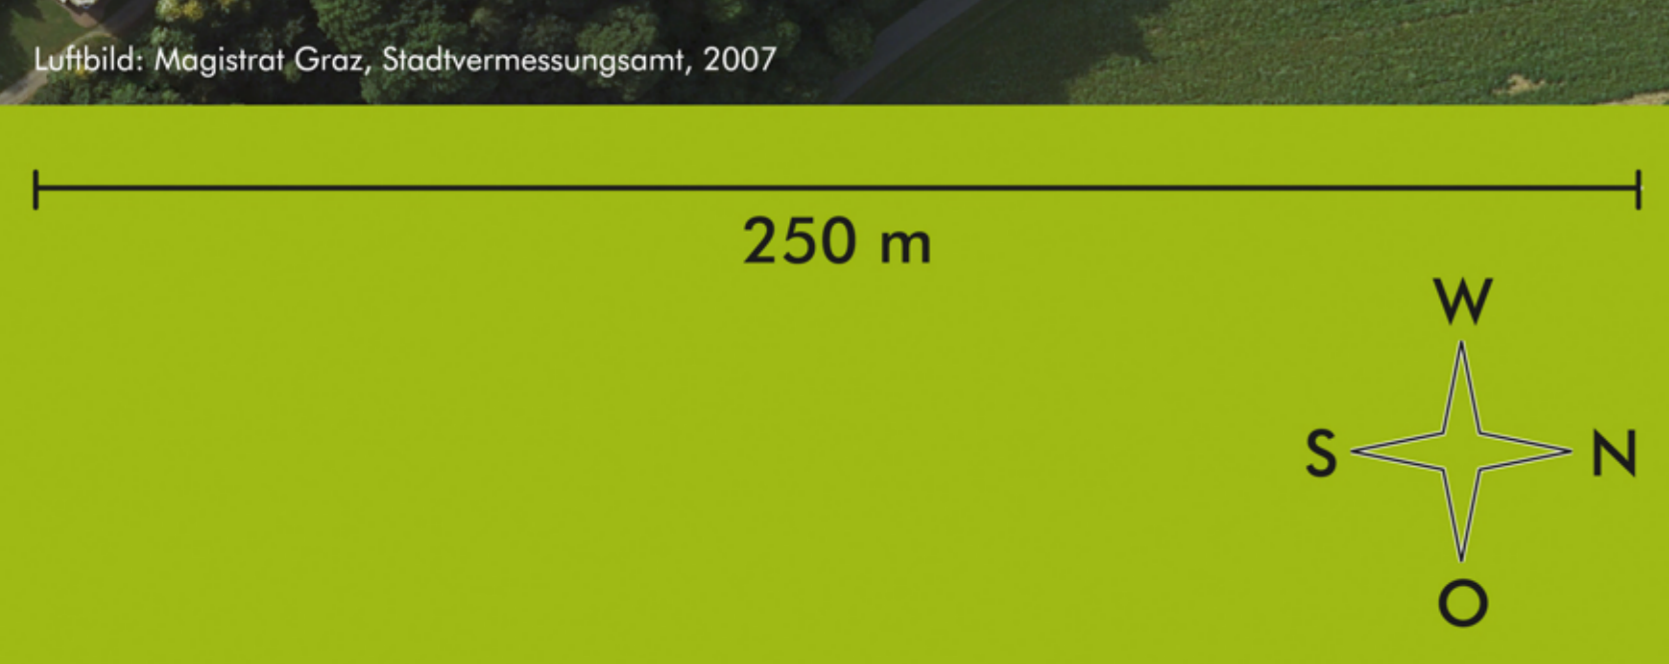 Luftbild: Magistrat Graz, Stadtvermessungsamt, 2007
250 m
W
S N
O